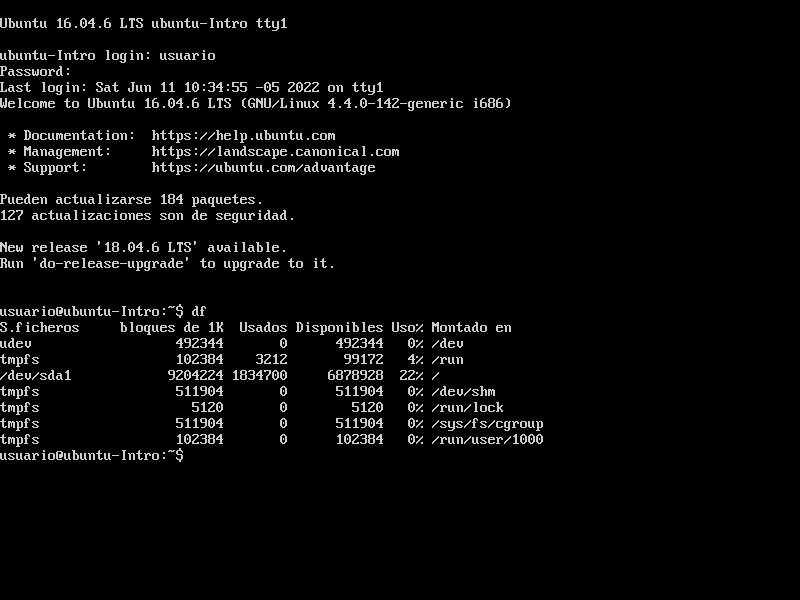 Ubuntu 16.04.6 LTS ubuntu-Intro tty1
ubuntu-Intro login: usuario
Password:
Last login: Sat Jun 11 10:34:55 -05 2022 on tty1
Welcome to Ubuntu 16.04.6 LTS (GNU/Linux 4.4.0-142-generic i686)
* Documentation:  https://help.ubuntu.com
* Management:     https://landscape.canonical.com
* Support:        https://ubuntu.com/advantage
Pueden actualizarse 184 paquetes.
127 actualizaciones son de seguridad.
New release '18.04.6 LTS' available.
Run 'do-release-upgrade' to upgrade to it.
usuario@ubuntu-Intro:~$ df
S.ficheros     bloques de 1K  Usados Disponibles Uso% Montado en
udev                  492344       0      492344   0% /dev
tmpfs                 102384    3212       99172   4% /run
/dev/sda1            9204224 1834700     6878928  22% /
tmpfs                 511904       0      511904   0% /dev/shm
tmpfs                   5120       0        5120   0% /run/lock
tmpfs                 511904       0      511904   0% /sys/fs/cgroup
tmpfs                 102384       0      102384   0% /run/user/1000
usuario@ubuntu-Intro:~$